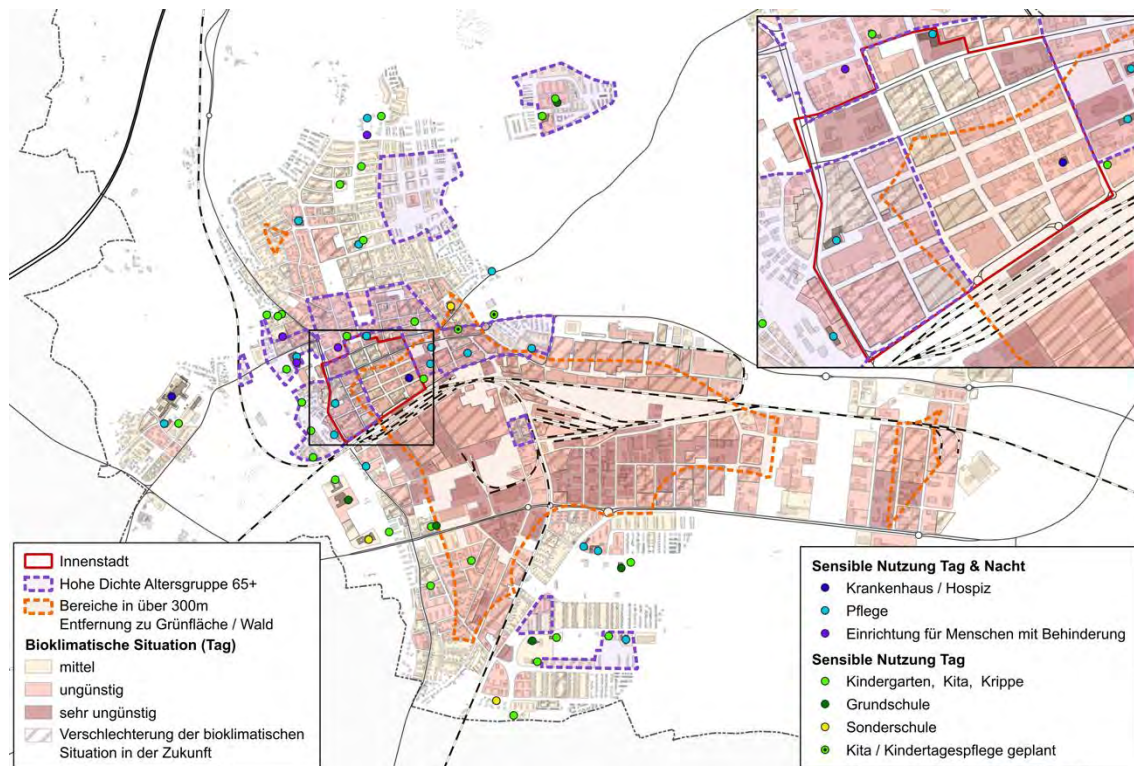 Innenstadt
Hohe Dichte Altersgruppe 65+
Bereiche in über 300m
Entfernung zu Grünfläche / Wald
Bioklimatische Situation (Tag)
mittel
ungünstig
sehr ungünstig
Verschlechterung der bioklimatischen
Situation in der Zukunft
Sensible Nutzung Tag & Nacht
Krankenhaus / Hospiz
Pflege
Einrichtung für Menschen mit Behinderung
Sensible Nutzung Tag
Kindergarten, Kita, Krippe
Grundschule
Sonderschule
Kita / Kindertagespflege geplant